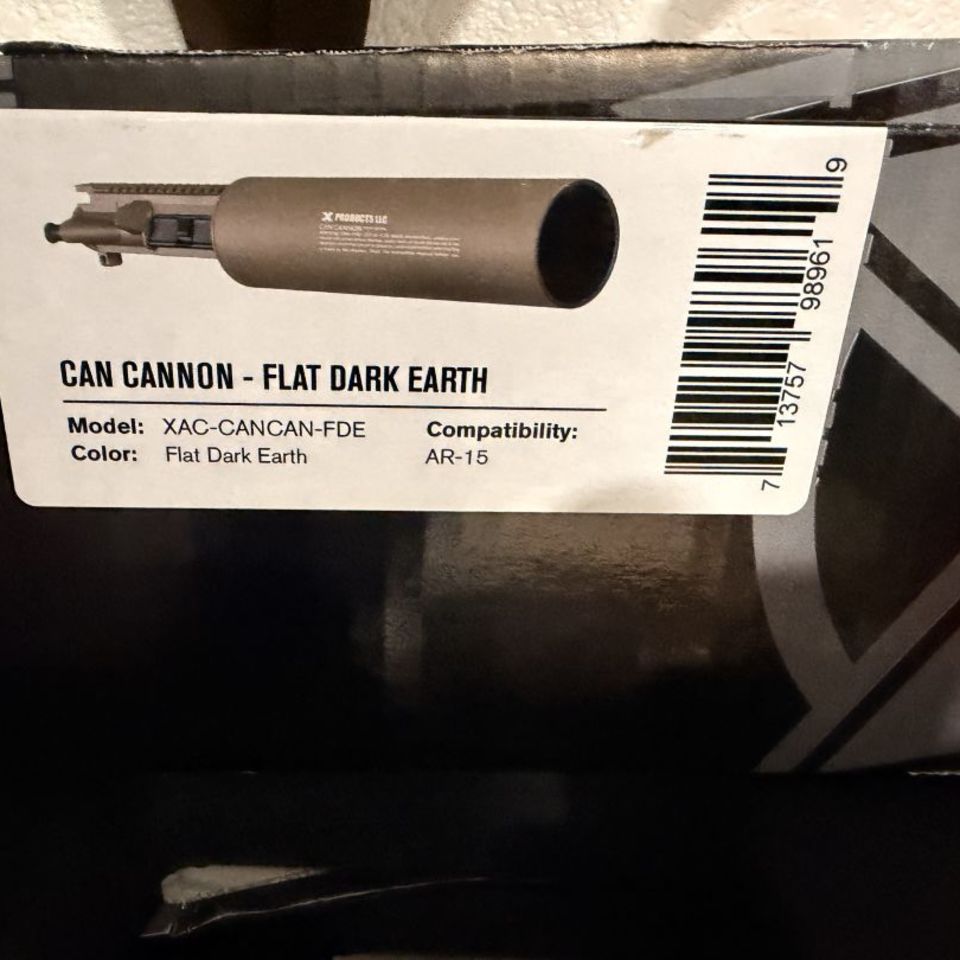 X PRODUCTS LLC
CAN CANNON
CAN CANNON - FLAT DARK EARTH
Model: XAC-CANCAN-FDE
Color: Flat Dark Earth
Compatibility:
AR-15
7 13757 98961 9